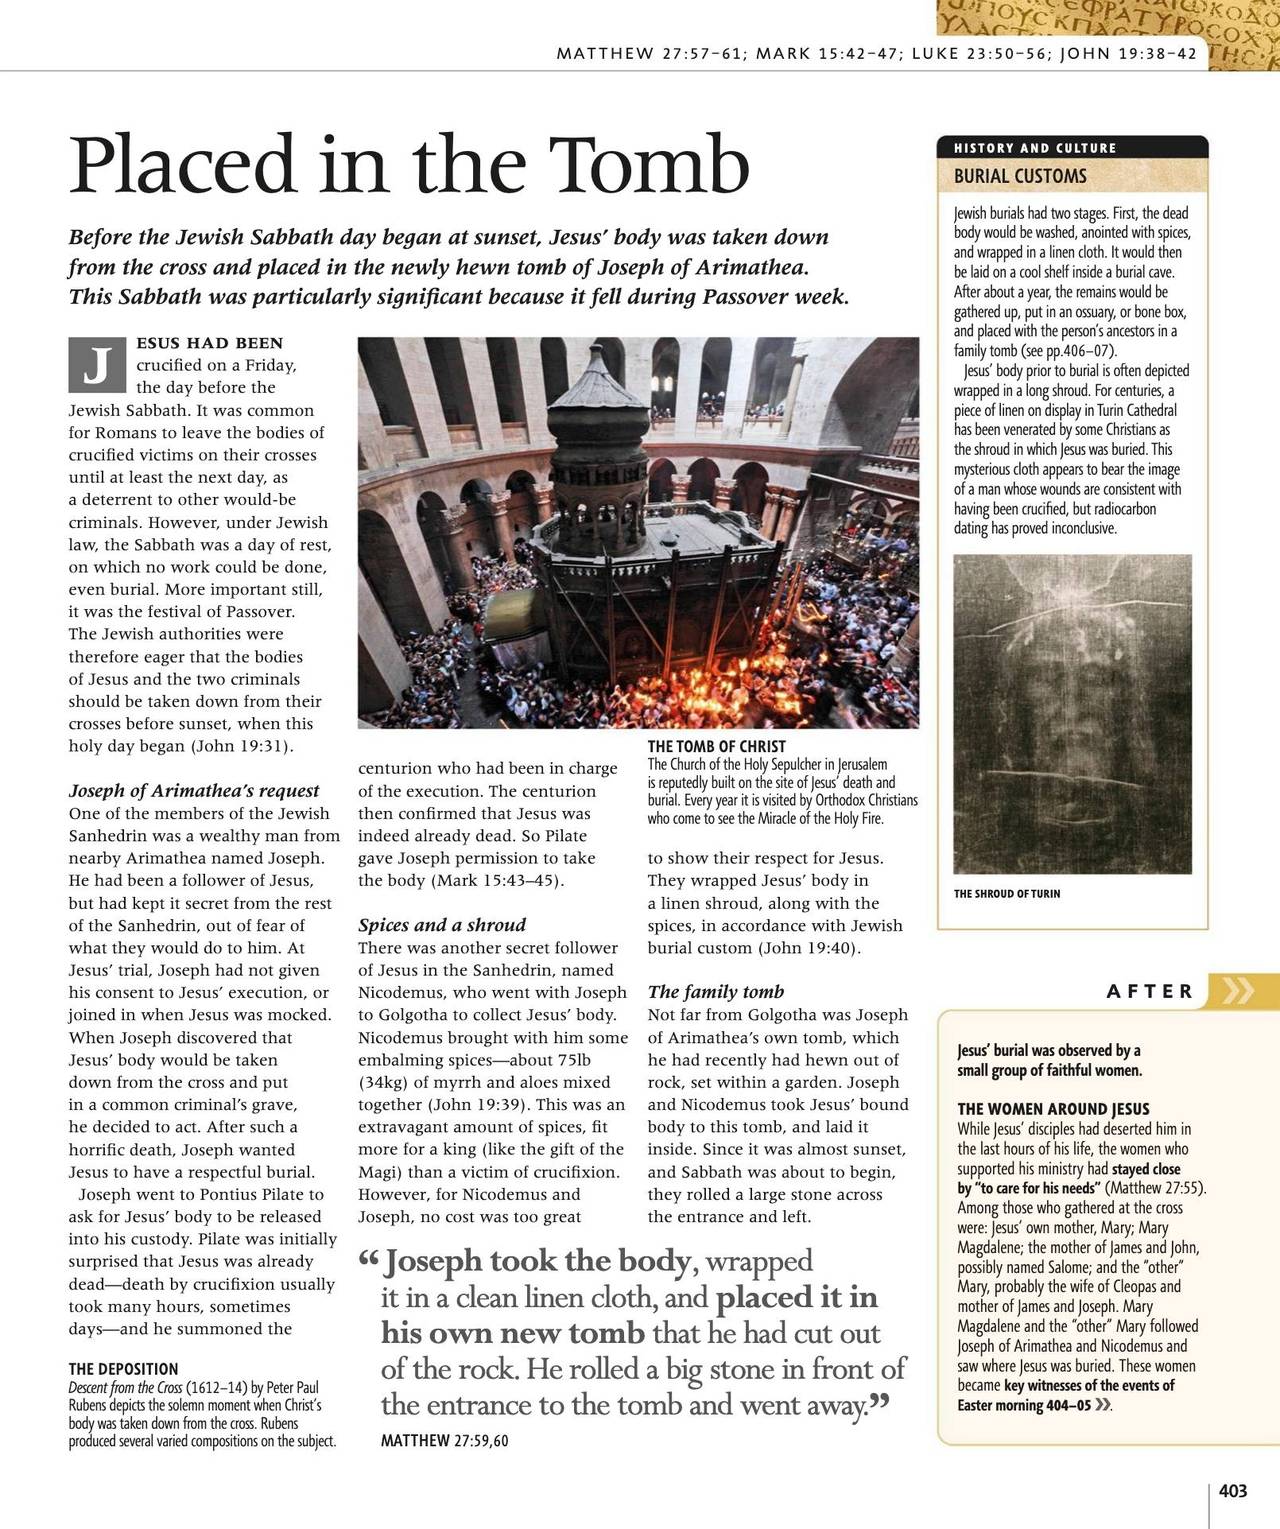 MATTHEW 27:57–61; MARK 15:42–47; LUKE 23:50–56; JOHN 19:38–42
Placed in the Tomb
Before the Jewish Sabbath day began at sunset, Jesus’ body was taken down
from the cross and placed in the newly hewn tomb of Joseph of Arimathea.
This Sabbath was particularly significant because it fell during Passover week.
JESUS HAD BEEN
crucified on a Friday,
the day before the
Jewish Sabbath. It was common
for Romans to leave the bodies of
crucified victims on their crosses
until at least the next day, as
a deterrent to other would-be
criminals. However, under Jewish
law, the Sabbath was a day of rest,
on which no work could be done,
even burial. More important still,
it was the festival of Passover.
The Jewish authorities were
therefore eager that the bodies
of Jesus and the two criminals
should be taken down from their
crosses before sunset, when this
holy day began (John 19:31).
Joseph of Arimathea’s request
One of the members of the Jewish
Sanhedrin was a wealthy man from
nearby Arimathea named Joseph.
He had been a follower of Jesus,
but had kept it secret from the rest
of the Sanhedrin, out of fear of
what they would do to him. At
Jesus’ trial, Joseph had not given
his consent to Jesus’ execution, or
joined in when Jesus was mocked.
When Joseph discovered that
Jesus’ body would be taken
down from the cross and put
in a common criminal’s grave,
he decided to act. After such a
horrific death, Joseph wanted
Jesus to have a respectful burial.
Joseph went to Pontius Pilate to
ask for Jesus’ body to be released
into his custody. Pilate was initially
surprised that Jesus was already
dead—death by crucifixion usually
took many hours, sometimes
days—and he summoned the
THE DEPOSITION
Descent from the Cross (1612–14) by Peter Paul
Rubens depicts the solemn moment when Christ’s
body was taken down from the cross. Rubens
produced several varied compositions on the subject.
centurion who had been in charge
of the execution. The centurion
then confirmed that Jesus was
indeed already dead. So Pilate
gave Joseph permission to take
the body (Mark 15:43–45).
Spices and a shroud
There was another secret follower
of Jesus in the Sanhedrin, named
Nicodemus, who went with Joseph
to Golgotha to collect Jesus’ body.
Nicodemus brought with him some
embalming spices—about 75lb
(34kg) of myrrh and aloes mixed
together (John 19:39). This was an
extravagant amount of spices, fit
more for a king (like the gift of the
Magi) than a victim of crucifixion.
However, for Nicodemus and
Joseph, no cost was too great
THE TOMB OF CHRIST
The Church of the Holy Sepulcher in Jerusalem
is reputedly built on the site of Jesus’ death and
burial. Every year it is visited by Orthodox Christians
who come to see the Miracle of the Holy Fire.
to show their respect for Jesus.
They wrapped Jesus’ body in
a linen shroud, along with the
spices, in accordance with Jewish
burial custom (John 19:40).
The family tomb
Not far from Golgotha was Joseph
of Arimathea’s own tomb, which
he had recently had hewn out of
rock, set within a garden. Joseph
and Nicodemus took Jesus’ bound
body to this tomb, and laid it
inside. Since it was almost sunset,
and Sabbath was about to begin,
they rolled a large stone across
the entrance and left.
“Joseph took the body, wrapped
it in a clean linen cloth, and placed it in
his own new tomb that he had cut out
of the rock. He rolled a big stone in front of
the entrance to the tomb and went away.”
MATTHEW 27:59,60
HISTORY AND CULTURE
BURIAL CUSTOMS
Jewish burials had two stages. First, the dead
body would be washed, anointed with spices,
and wrapped in a linen cloth. It would then
be laid on a cool shelf inside a burial cave.
After about a year, the remains would be
gathered up, put in an ossuary, or bone box,
and placed with the person’s ancestors in a
family tomb (see pp.406–07).
Jesus’ body prior to burial is often depicted
wrapped in a long shroud. For centuries, a
piece of linen on display in Turin Cathedral
has been venerated by some Christians as
the shroud in which Jesus was buried. This
mysterious cloth appears to bear the image
of a man whose wounds are consistent with
having been crucified, but radiocarbon
dating has proved inconclusive.
THE SHROUD OF TURIN
AFTER »
Jesus’ burial was observed by a
small group of faithful women.
THE WOMEN AROUND JESUS
While Jesus’ disciples had deserted him in
the last hours of his life, the women who
supported his ministry had stayed close
by “to care for his needs” (Matthew 27:55).
Among those who gathered at the cross
were: Jesus’ own mother, Mary; Mary
Magdalene; the mother of James and John,
possibly named Salome; and the “other”
Mary, probably the wife of Cleopas and
mother of James and Joseph. Mary
Magdalene and the “other” Mary followed
Joseph of Arimathea and Nicodemus and
saw where Jesus was buried. These women
became key witnesses of the events of
Easter morning 404–05 ».
403